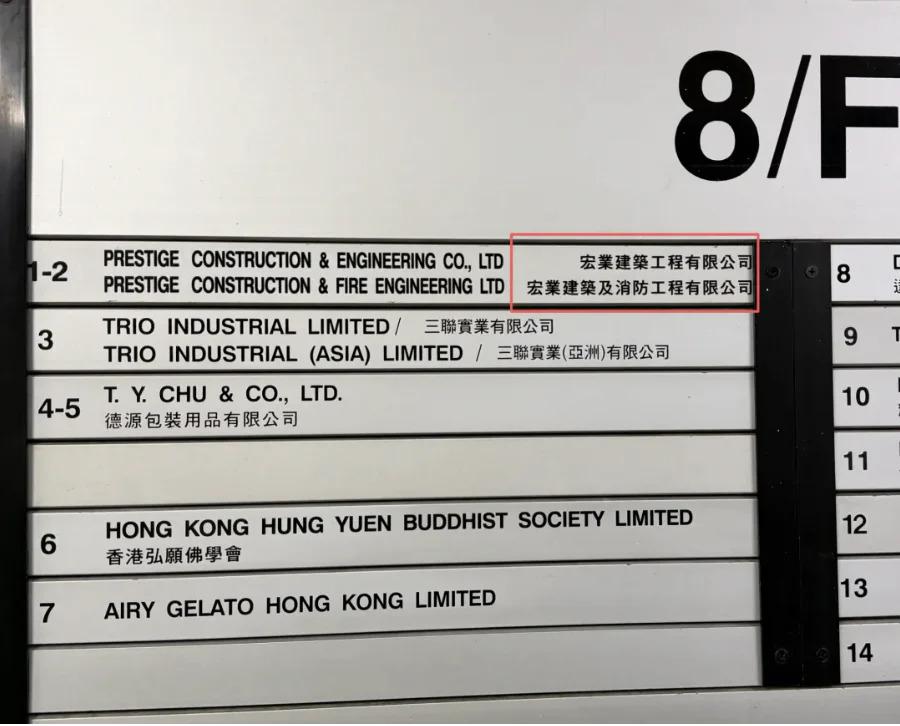 8/F
1-2
PRESTIGE CONSTRUCTION & ENGINEERING CO., LTD 宏業建築工程有限公司
PRESTIGE CONSTRUCTION & FIRE ENGINEERING LTD 宏業建築及消防工程有限公司
3
TRIO INDUSTRIAL LIMITED / 三聯實業有限公司
TRIO INDUSTRIAL (ASIA) LIMITED / 三聯實業(亞洲)有限公司
4-5
T. Y. CHU & CO., LTD.
德源包裝用品有限公司
6
HONG KONG HUNG YUEN BUDDHIST SOCIETY LIMITED
香港弘願佛學會
7
AIRY GELATO HONG KONG LIMITED
8
9
10
11
12
13
14